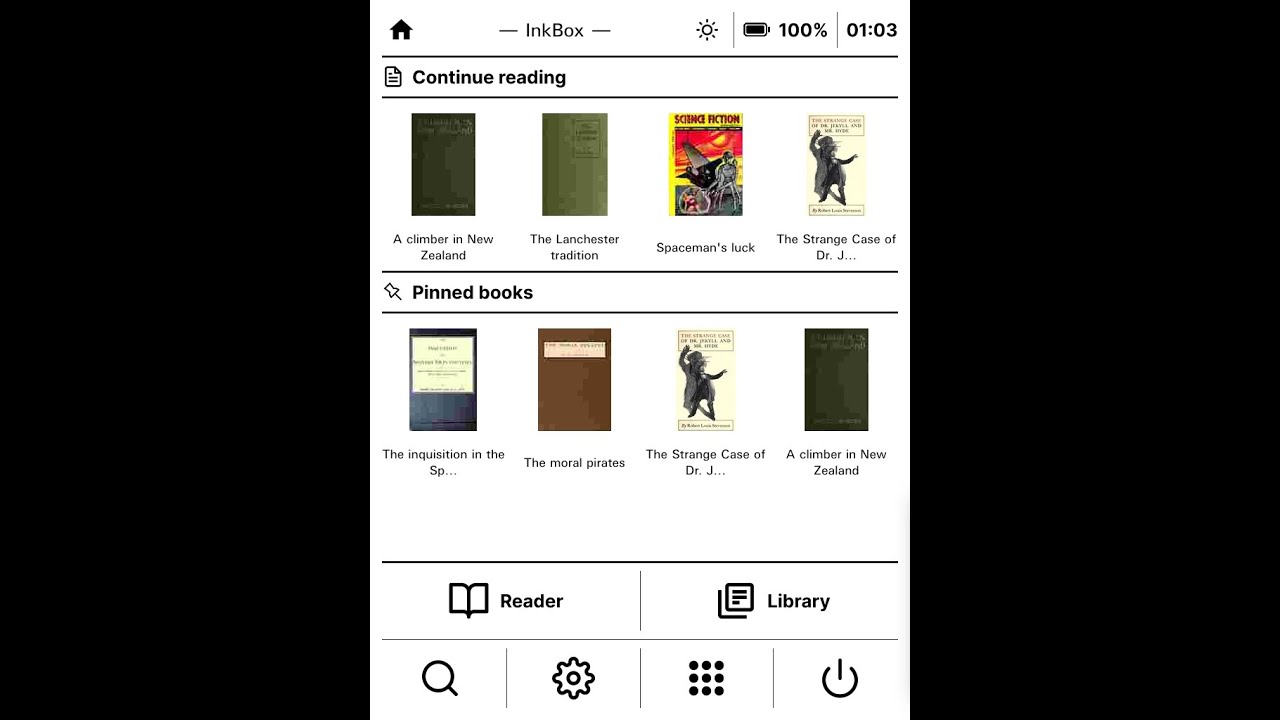 — InkBox —
100%
01:03
Continue reading
SCIENCE FICTION
THE STRANGE CASE
OF DR. JEKYLL AND
MR. HYDE
By Robert Louis Stevenson
A climber in New
Zealand
The Lanchester
tradition
Spaceman's luck
The Strange Case of
Dr. J...
Pinned books
THE STRANGE CASE
OF DR. JEKYLL AND
MR. HYDE
By Robert Louis Stevenson
The inquisition in the
Sp...
The moral pirates
The Strange Case of
Dr. J...
A climber in New
Zealand
Reader
Library